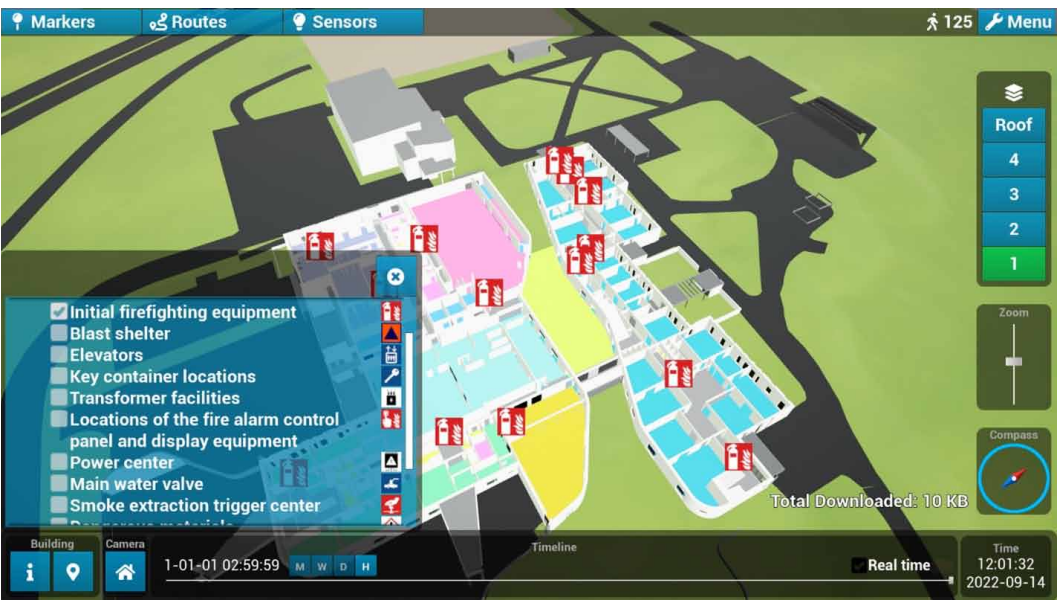 Markers
Routes
Sensors
125
Menu
Roof
4
3
2
1
Zoom
Compass
Initial firefighting equipment
Blast shelter
Elevators
Key container locations
Transformer facilities
Locations of the fire alarm control
panel and display equipment
Power center
Main water valve
Smoke extraction trigger center
Dangerous materials
Total Downloaded: 10 KB
Building
Camera
Timeline
1-01-01 02:59:59
M W D H
Real time
Time
12:01:32
2022-09-14